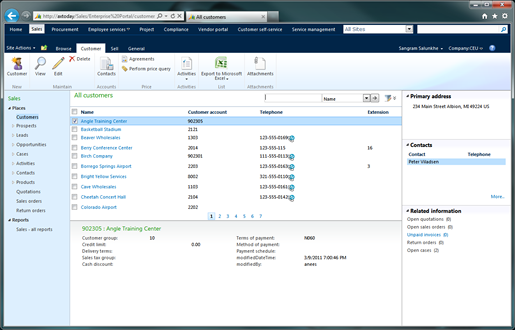 http://axtoday/Sales/Enterprise%20Portal/customer
All customers
Home Sales Procurement Employee services Project Compliance Vendor portal Customer self-service Service management All Sites
Site Actions Browse Customer Sell General Sangram Salunkhe Company:CEU
Customer View Edit Delete Contacts Agreements Perform price query Activities Export to Microsoft Excel Attachments
New Maintain Accounts Price Activities List Attachments
Sales
Places
Customers
Prospects
Leads
Opportunities
Cases
Activities
Contacts
Products
Quotations
Sales orders
Return orders
Reports
Sales - all reports
All customers
Name
Name Customer account Telephone Extension
Angle Training Center 902305
Basketball Stadium 2121
Beaver Wholesales 1303 123-555-0169
Berry Conference Center 2014 123-555-115 16
Birch Company 902301 111-555-0113
Borrego Springs Airport 2203 123-555-0161 3
Bright Yellow Services 8002 321-555-0110
Cave Wholesales 1103 123-555-0161
Cheetah Concert Hall 2104 123-555-0142
Colorado Airport 2202
1 2 3 4 5 6 7
902305 : Angle Training Center
Customer group: 10 Terms of payment: N060
Credit limit: 0.00 Method of payment:
Delivery terms: Payment schedule:
Sales tax group: modifiedDateTime: 3/9/2011 7:00:46 PM
Cash discount: modifiedBy: anees
Primary address
234 Main Street Albion, MI 49224 US
Contacts
Contact Telephone
Peter Wadsen
More..
Related information
Open quotations (0)
Open sales orders (0)
Unpaid invoices (0)
Return orders (0)
Open cases (2)